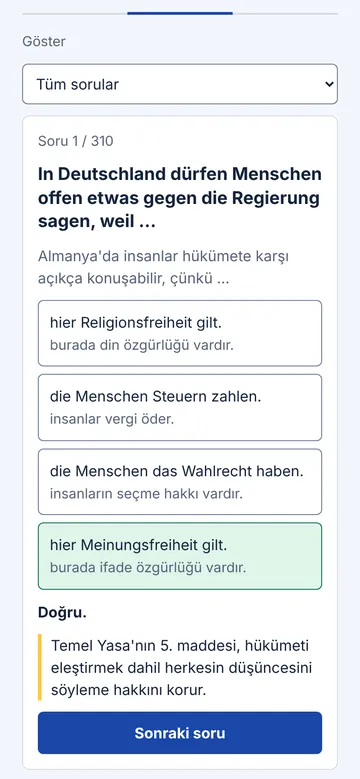 Göster
Tüm sorular
Soru 1 / 310
In Deutschland dürfen Menschen
offen etwas gegen die Regierung
sagen, weil ...
Almanya'da insanlar hükümete karşı
açıkça konuşabilir, çünkü ...
hier Religionsfreiheit gilt.
burada din özgürlüğü vardır.
die Menschen Steuern zahlen.
insanlar vergi öder.
die Menschen das Wahlrecht haben.
insanların seçme hakkı vardır.
hier Meinungsfreiheit gilt.
burada ifade özgürlüğü vardır.
Doğru.
Temel Yasa'nın 5. maddesi, hükümeti
eleştirmek dahil herkesin düşüncesini
söyleme hakkını korur.
Sonraki soru